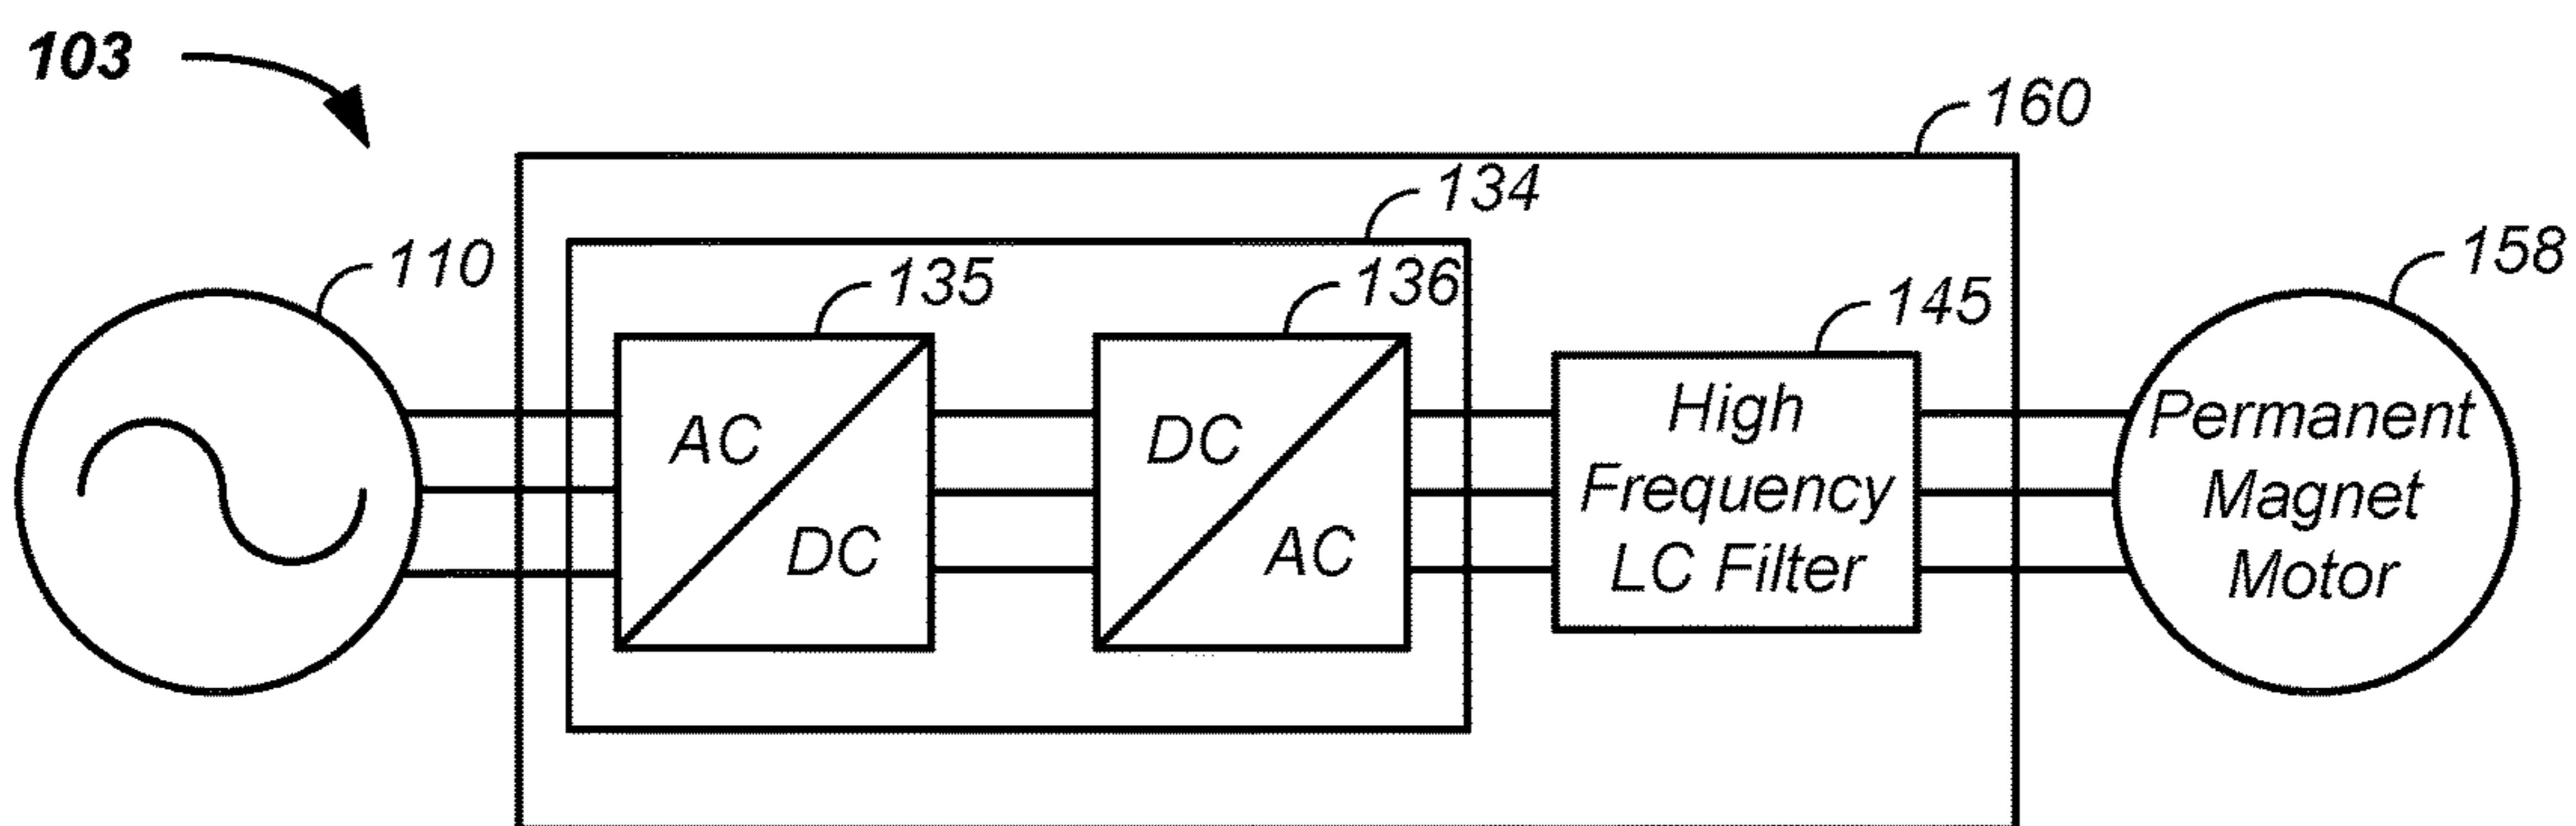 103
160
134
110
135
136
145
158
AC
DC
DC
AC
High
Frequency
LC Filter
Permanent
Magnet
Motor